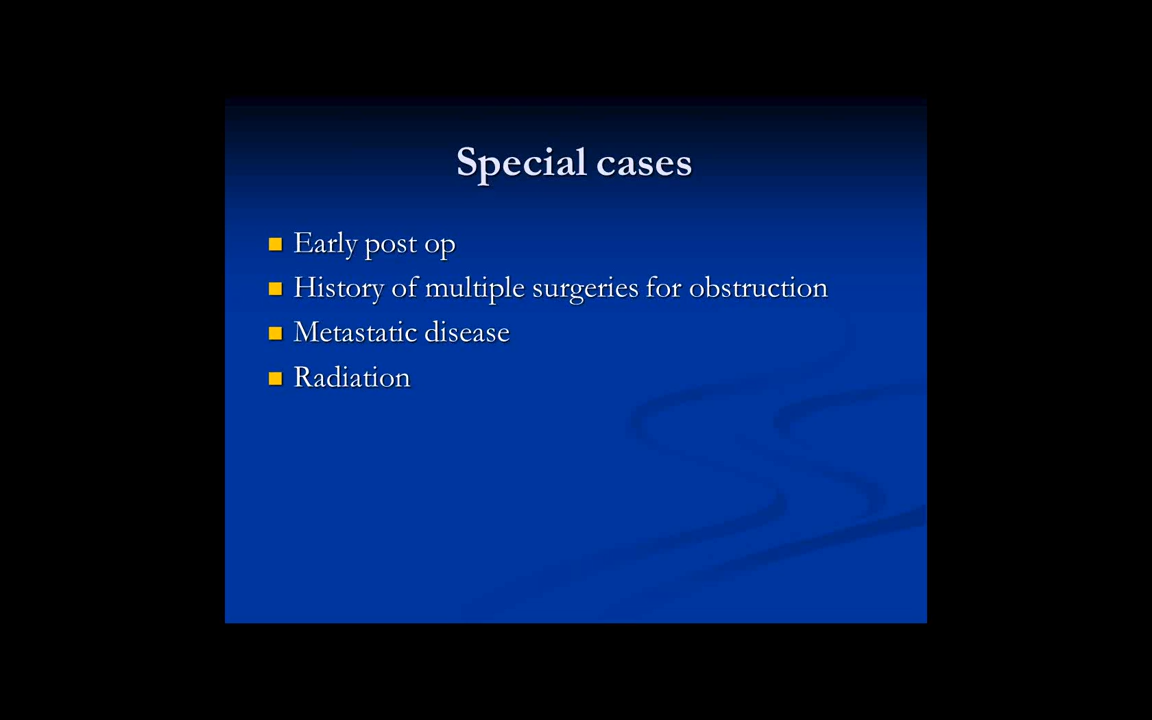 Special cases
Early post op
History of multiple surgeries for obstruction
Metastatic disease
Radiation